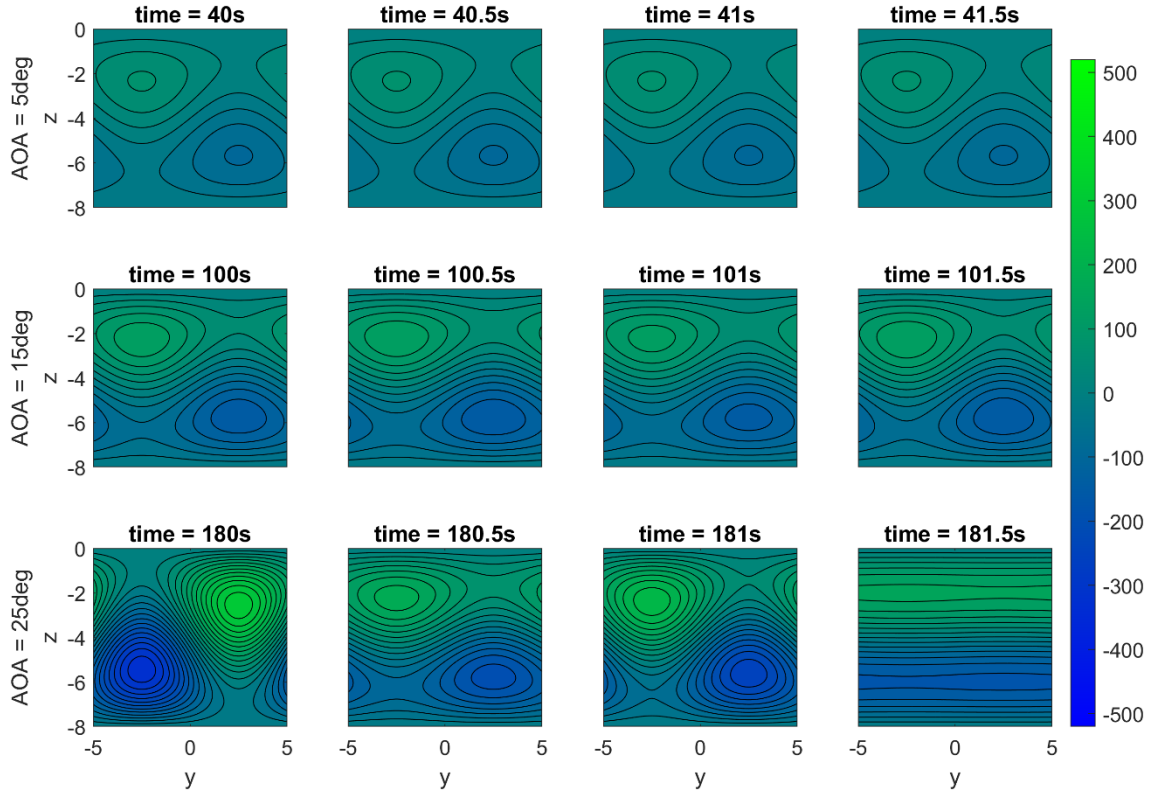 time = 40s
time = 40.5s
time = 41s
time = 41.5s
AOA = 5deg
z
0
-2
-4
-6
-8
time = 100s
time = 100.5s
time = 101s
time = 101.5s
AOA = 15deg
z
0
-2
-4
-6
-8
time = 180s
time = 180.5s
time = 181s
time = 181.5s
AOA = 25deg
z
0
-2
-4
-6
-8
-5 0 5
-5 0 5
-5 0 5
-5 0 5
y
y
y
y
500
400
300
200
100
0
-100
-200
-300
-400
-500